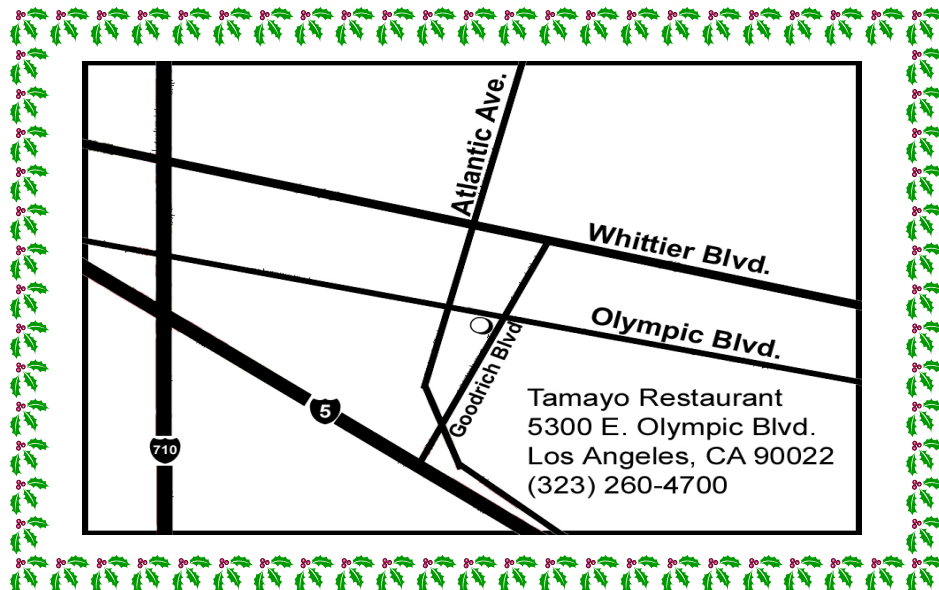 Atlantic Ave.
Whittier Blvd.
Olympic Blvd.
Goodrich Blvd
5
710
Tamayo Restaurant
5300 E. Olympic Blvd.
Los Angeles, CA 90022
(323) 260-4700